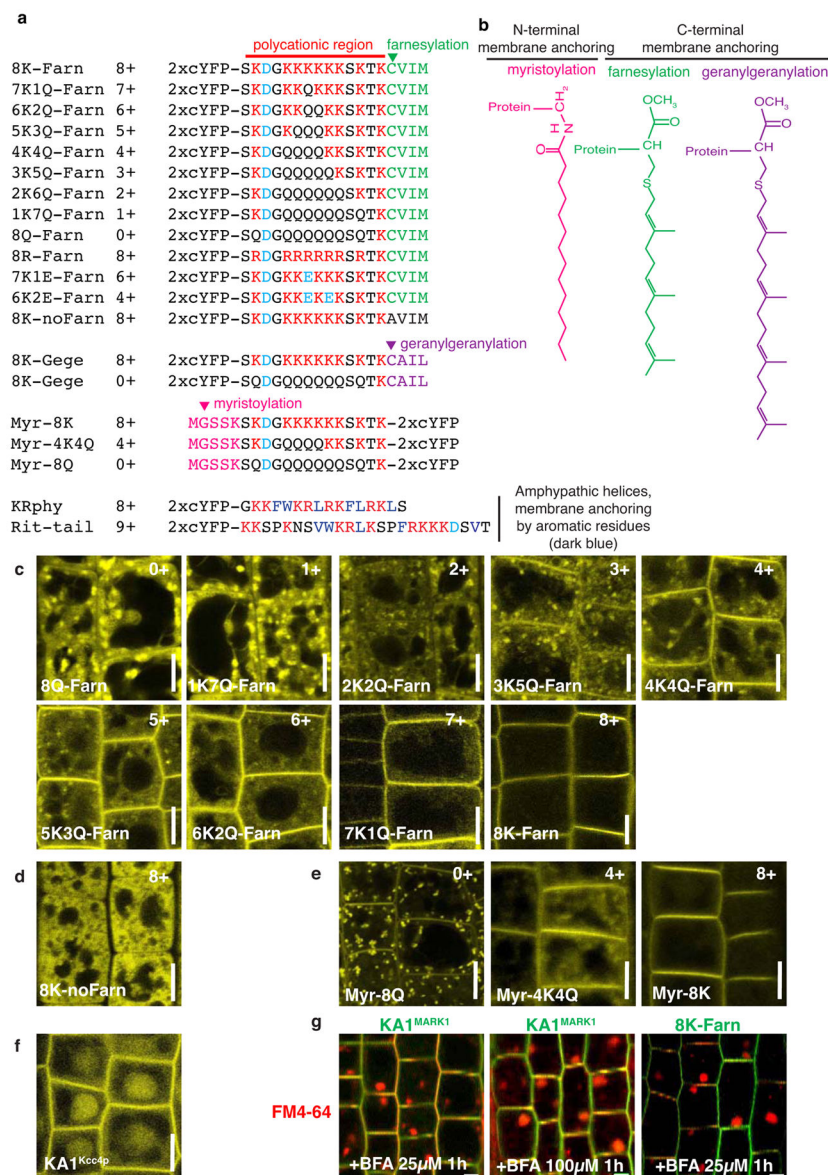 a
polycationic region farnesylation
8K-Farn 8+ 2xcYFP-SKDGKKKKKKSKTKCVIM
7K1Q-Farn 7+ 2xcYFP-SKDGKKQKKKSKTKCVIM
6K2Q-Farn 6+ 2xcYFP-SKDGKKQQKKSKTKCVIM
5K3Q-Farn 5+ 2xcYFP-SKDGKQQQKKSKTKCVIM
4K4Q-Farn 4+ 2xcYFP-SKDGQQQQKKSKTKCVIM
3K5Q-Farn 3+ 2xcYFP-SKDGQQQQQKSKTKCVIM
2K6Q-Farn 2+ 2xcYFP-SKDGQQQQQQSKTKCVIM
1K7Q-Farn 1+ 2xcYFP-SKDGQQQQQQSQTKCVIM
8Q-Farn 0+ 2xcYFP-SQDGQQQQQQSQTKCVIM
8R-Farn 8+ 2xcYFP-SRDGRRRRRRSRTKCVIM
7K1E-Farn 6+ 2xcYFP-SKDGKKEKKKSKTKCVIM
6K2E-Farn 4+ 2xcYFP-SKDGKKEKEKSKTKCVIM
8K-noFarn 8+ 2xcYFP-SKDGKKKKKKSKTKAVIM
geranylgeranylation
8K-Gege 8+ 2xcYFP-SKDGKKKKKKSKTKCAIL
8K-Gege 0+ 2xcYFP-SQDGQQQQQQSQTKCAIL
myristoylation
Myr-8K 8+ MGSSKSKDGKKKKKKSKTK-2xcYFP
Myr-4K4Q 4+ MGSSKSKDGQQQQKKSKTK-2xcYFP
Myr-8Q 0+ MGSSKSQDGQQQQQQSQTK-2xcYFP
KRphy 8+ 2xcYFP-GKKFWKRLRKFLRKLS
Rit-tail 9+ 2xcYFP-KKSPKNSVWKRLKSPFRKKKDSVT
Amphypathic helices,
membrane anchoring
by aromatic residues
(dark blue)
b
N-terminal
membrane anchoring
C-terminal
membrane anchoring
myristoylation
farnesylation
geranylgeranylation
Protein
CH2
N
H
O
OCH3
O
Protein
CH
S
OCH3
O
Protein
CH
S
c
0+
8Q-Farn
1+
1K7Q-Farn
2+
2K2Q-Farn
3+
3K5Q-Farn
4+
4K4Q-Farn
5+
5K3Q-Farn
6+
6K2Q-Farn
7+
7K1Q-Farn
8+
8K-Farn
d
8+
8K-noFarn
e
0+
Myr-8Q
4+
Myr-4K4Q
8+
Myr-8K
f
KA1Kcc4p
g
KA1MARK1
KA1MARK1
8K-Farn
FM4-64
+BFA 25µM 1h
+BFA 100µM 1h
+BFA 25µM 1h